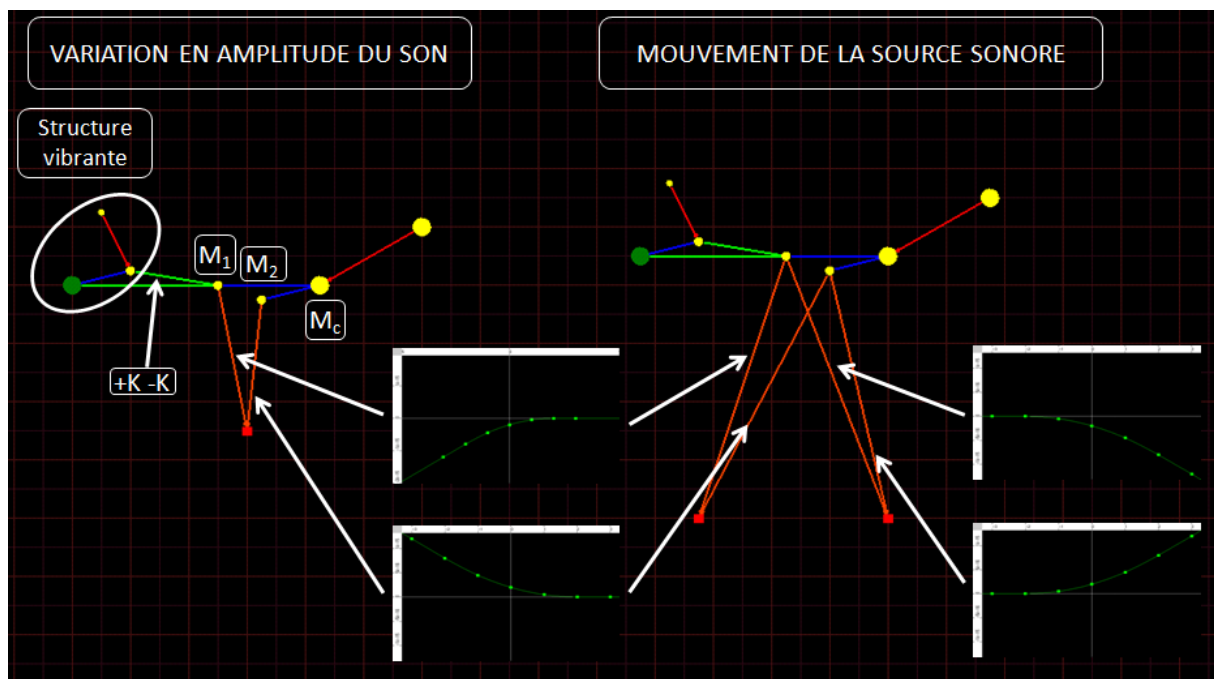 VARIATION EN AMPLITUDE DU SON
MOUVEMENT DE LA SOURCE SONORE
Structure
vibrante
M₁
M₂
Mc
+K -K